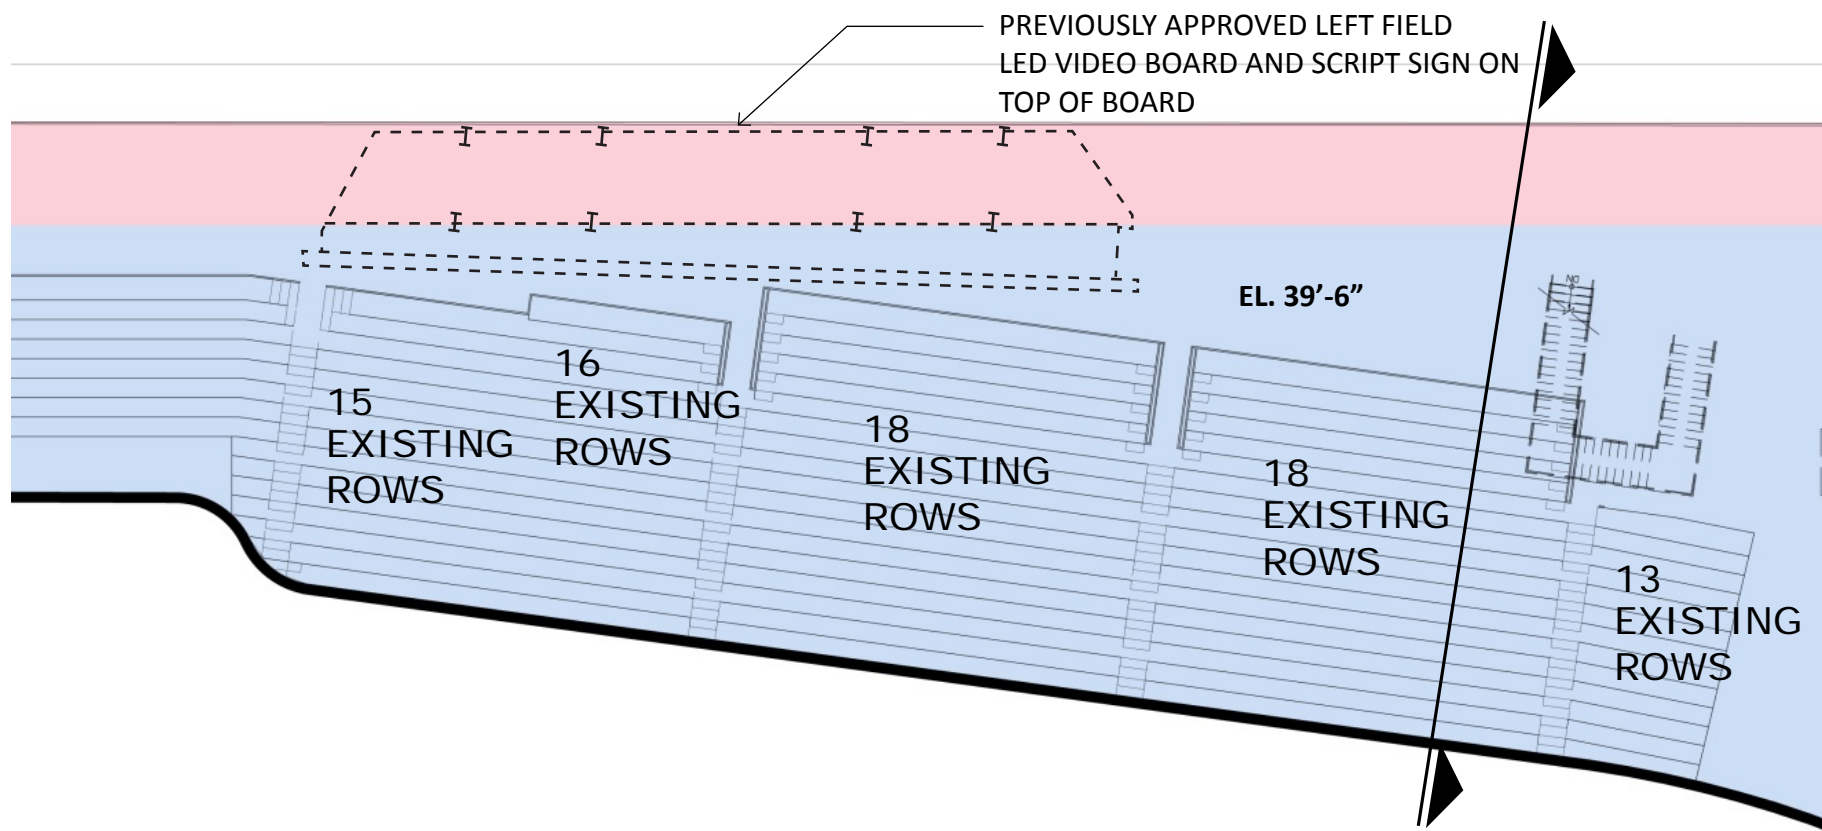 PREVIOUSLY APPROVED LEFT FIELD
LED VIDEO BOARD AND SCRIPT SIGN ON
TOP OF BOARD
EL. 39’-6”
DN
16
EXISTING
ROWS
15
EXISTING
ROWS
18
EXISTING
ROWS
18
EXISTING
ROWS
13
EXISTING
ROWS